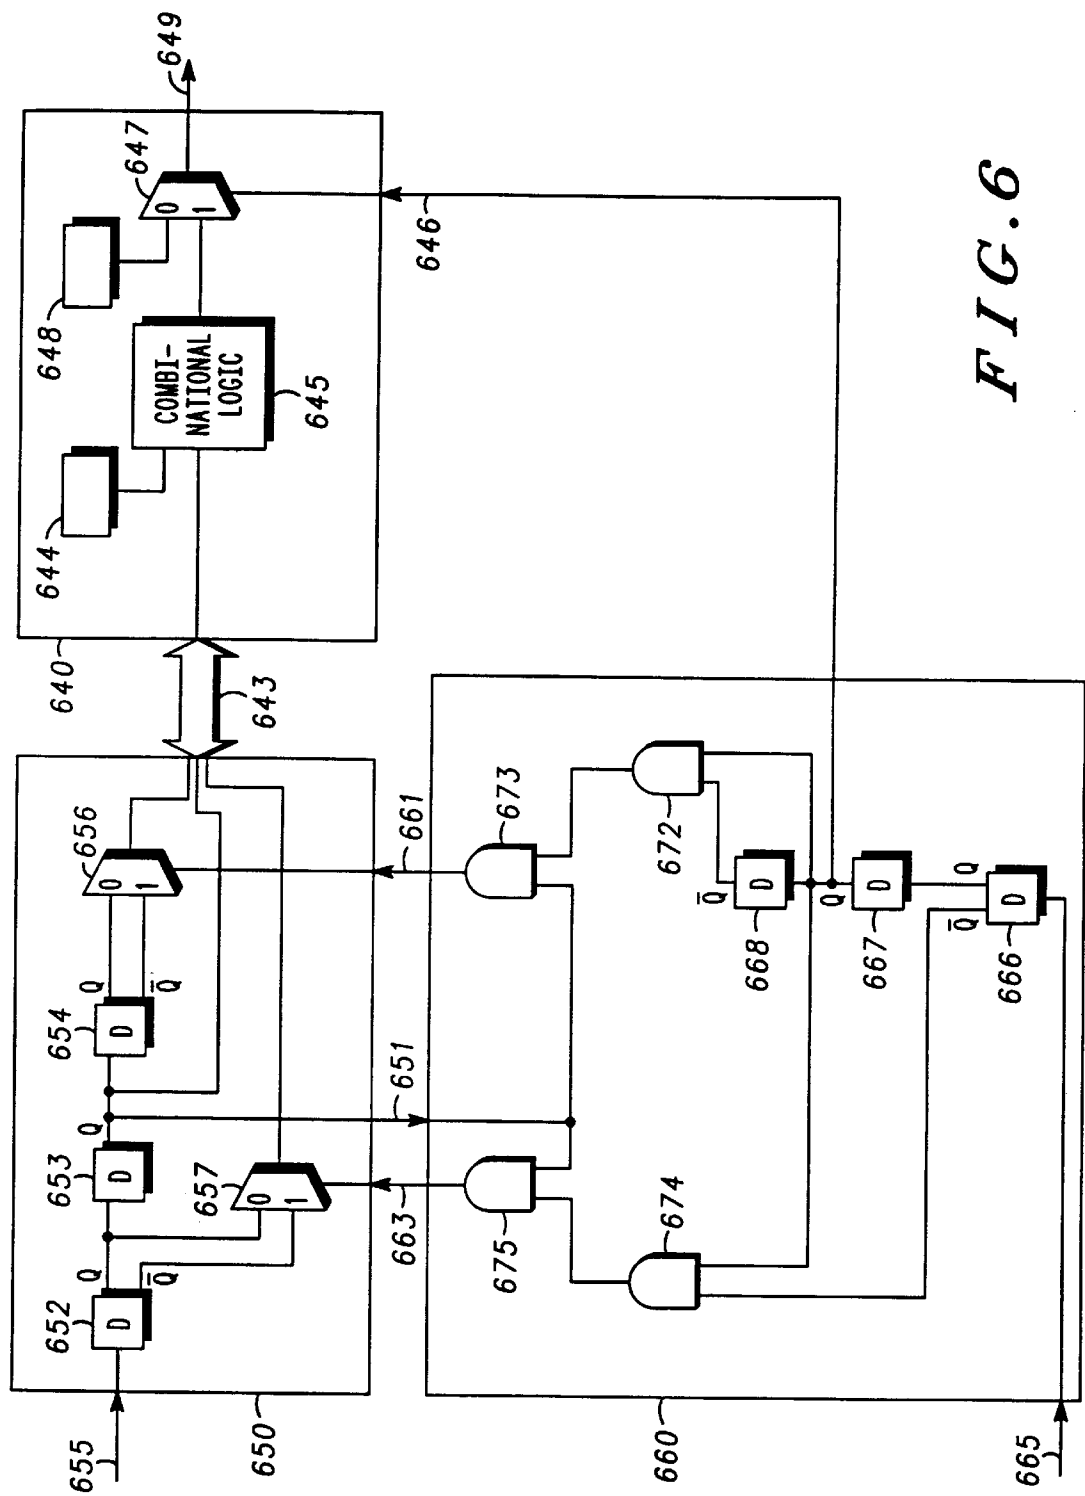 649
647
0
1
648
COMBI-
NATIONAL
LOGIC
645
644
640
646
643
656
0
1
654
D
Q
Q̅
653
D
Q
652
D
Q
Q̅
657
0
1
655
650
651
661
663
673
672
675
674
668
D
Q̅
667
D
Q
666
D
Q
Q̅
660
665
FIG.6